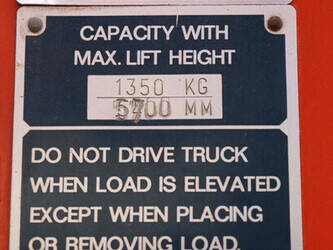 CAPACITY WITH
MAX. LIFT HEIGHT
1350 KG
5700 MM
DO NOT DRIVE TRUCK
WHEN LOAD IS ELEVATED
EXCEPT WHEN PLACING
OR REMOVING LOAD.